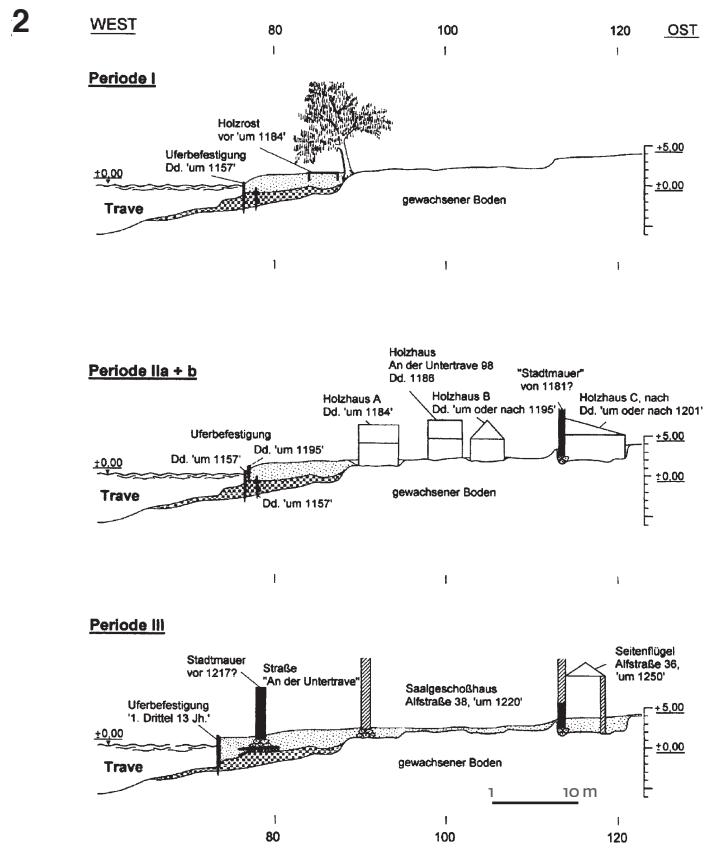 2
WEST
80
100
120
OST
Periode I
Holzrost
vor 'um 1184'
Uferbefestigung
Dd. 'um 1157'
±0.00
Trave
gewachsener Boden
+5.00
±0.00
Periode IIa + b
Holzhaus
An der Untertrave 98
Dd. 1186
"Stadtmauer"
von 1181?
Holzhaus A
Dd. 'um 1184'
Holzhaus B
Dd. 'um oder nach 1195'
Holzhaus C, nach
Dd. 'um oder nach 1201'
Uferbefestigung
Dd. 'um 1195'
Dd. 'um 1157'
±0.00
Trave
Dd. 'um 1157'
gewachsener Boden
+5.00
±0.00
Periode III
Stadtmauer
vor 1217?
Straße
"An der Untertrave"
Seitenflügel
Alfstraße 36,
'um 1250'
Saalgeschoßhaus
Alfstraße 38, 'um 1220'
Uferbefestigung
'1. Drittel 13 Jh.'
±0.00
Trave
gewachsener Boden
+5.00
±0.00
1 10 m
80
100
120